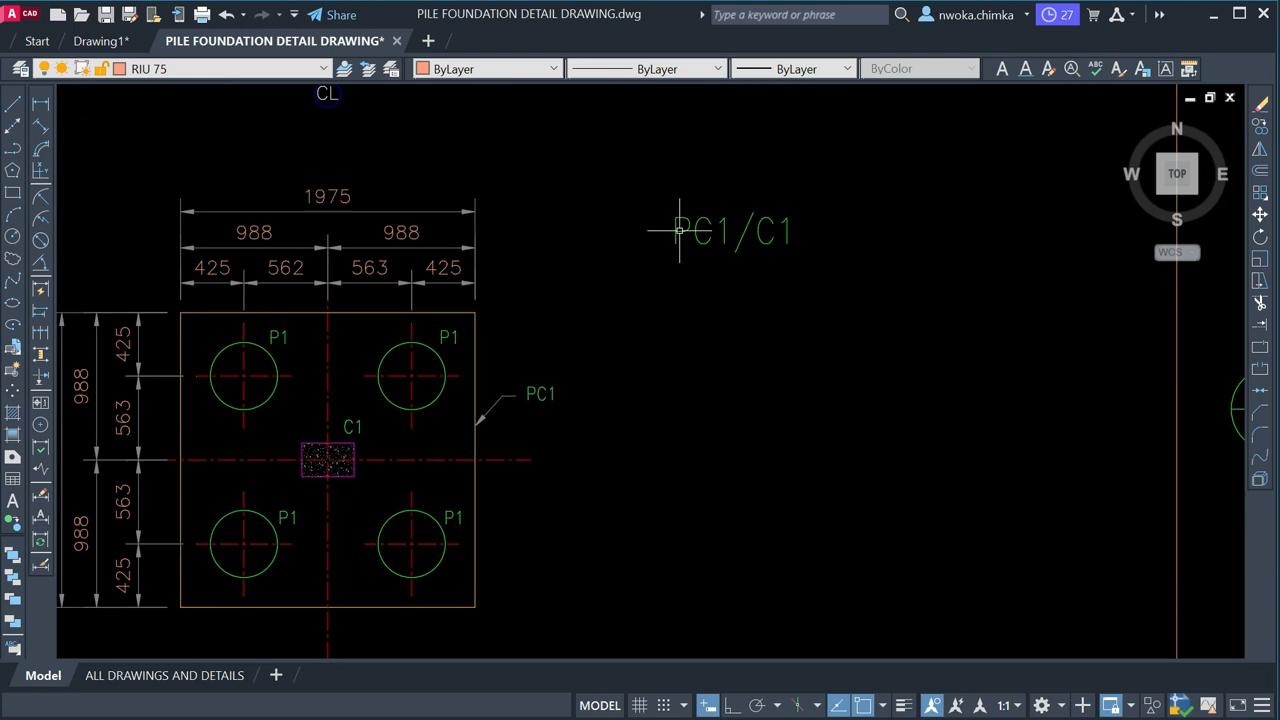 CAD
Share
PILE FOUNDATION DETAIL DRAWING.dwg
Type a keyword or phrase
nwoka.chimka
27
Start
Drawing1*
PILE FOUNDATION DETAIL DRAWING*
RIU 75
ByLayer
ByLayer
ByLayer
ByColor
CL
N
W
TOP
E
S
WCS
1975
988
988
425
562
563
425
PC1/C1
P1
P1
425
988
563
PC1
C1
563
988
425
P1
P1
Model
ALL DRAWINGS AND DETAILS
MODEL
1:1